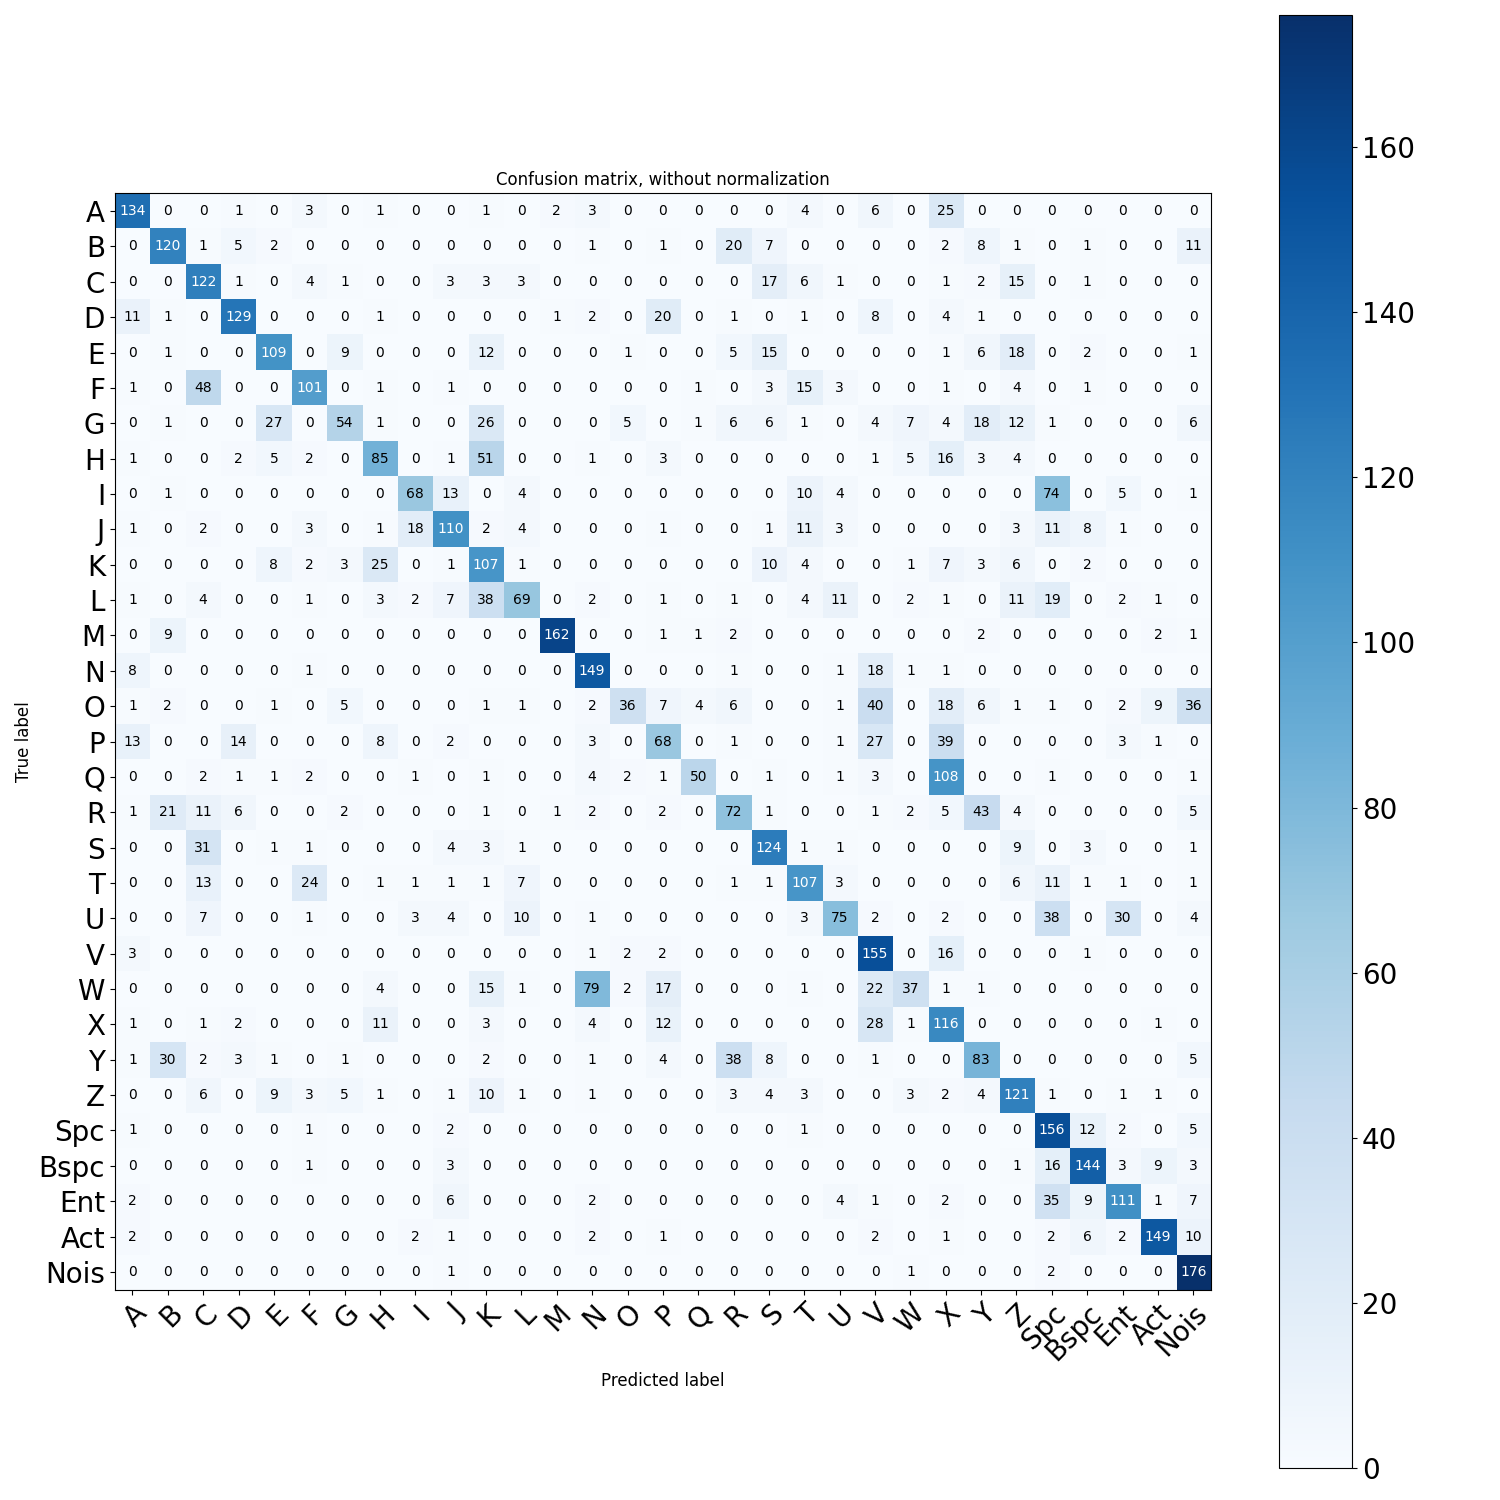 Confusion matrix, without normalization
A 134 0 0 1 0 3 0 1 0 0 1 0 2 3 0 0 0 0 0 4 0 6 0 25 0 0 0 0 0 0 0
B 0 120 1 5 2 0 0 0 0 0 0 0 0 1 0 1 0 20 7 0 0 0 0 2 8 1 0 1 0 0 11
C 0 0 122 1 0 4 1 0 0 3 3 3 0 0 0 0 0 0 17 6 1 0 0 1 2 15 0 1 0 0 0
D 11 1 0 129 0 0 0 1 0 0 0 0 1 2 0 20 0 1 0 1 0 8 0 4 1 0 0 0 0 0 0
E 0 1 0 0 109 0 9 0 0 0 12 0 0 0 1 0 0 5 15 0 0 0 0 1 6 18 0 2 0 0 1
F 1 0 48 0 0 101 0 1 0 1 0 0 0 0 0 0 1 0 3 15 3 0 0 1 0 4 0 1 0 0 0
G 0 1 0 0 27 0 54 1 0 0 26 0 0 0 5 0 1 6 6 1 0 4 7 4 18 12 1 0 0 0 6
H 1 0 0 2 5 2 0 85 0 1 51 0 0 1 0 3 0 0 0 0 0 1 5 16 3 4 0 0 0 0 0
I 0 1 0 0 0 0 0 0 68 13 0 4 0 0 0 0 0 0 0 10 4 0 0 0 0 0 74 0 5 0 1
J 1 0 2 0 0 3 0 1 18 110 2 4 0 0 0 1 0 0 1 11 3 0 0 0 0 3 11 8 1 0 0
K 0 0 0 0 8 2 3 25 0 1 107 1 0 0 0 0 0 0 10 4 0 0 1 7 3 6 0 2 0 0 0
L 1 0 4 0 0 1 0 3 2 7 38 69 0 2 0 1 0 1 0 4 11 0 2 1 0 11 19 0 2 1 0
M 0 9 0 0 0 0 0 0 0 0 0 0 162 0 0 1 1 2 0 0 0 0 0 0 2 0 0 0 0 2 1
N 8 0 0 0 0 1 0 0 0 0 0 0 0 149 0 0 0 1 0 0 1 18 1 1 0 0 0 0 0 0 0
O 1 2 0 0 1 0 5 0 0 0 1 1 0 2 36 7 4 6 0 0 1 40 0 18 6 1 1 0 2 9 36
P 13 0 0 14 0 0 0 8 0 2 0 0 0 3 0 68 0 1 0 0 1 27 0 39 0 0 0 0 3 1 0
Q 0 0 2 1 1 2 0 0 1 0 1 0 0 4 2 1 50 0 1 0 1 3 0 108 0 0 1 0 0 0 1
R 1 21 11 6 0 0 2 0 0 0 1 0 1 2 0 2 0 72 1 0 0 1 2 5 43 4 0 0 0 0 5
S 0 0 31 0 1 1 0 0 0 4 3 1 0 0 0 0 0 0 124 1 1 0 0 0 0 9 0 3 0 0 1
T 0 0 13 0 0 24 0 1 1 1 1 7 0 0 0 0 0 1 1 107 3 0 0 0 0 6 11 1 1 0 1
U 0 0 7 0 0 1 0 0 3 4 0 10 0 1 0 0 0 0 0 3 75 2 0 2 0 0 38 0 30 0 4
V 3 0 0 0 0 0 0 0 0 0 0 0 0 1 2 2 0 0 0 0 0 155 0 16 0 0 0 1 0 0 0
W 0 0 0 0 0 0 0 4 0 0 15 1 0 79 2 17 0 0 0 1 0 22 37 1 1 0 0 0 0 0 0
X 1 0 1 2 0 0 0 11 0 0 3 0 0 4 0 12 0 0 0 0 0 28 1 116 0 0 0 0 0 1 0
Y 1 30 2 3 1 0 1 0 0 0 2 0 0 1 0 4 0 38 8 0 0 1 0 0 83 0 0 0 0 0 5
Z 0 0 6 0 9 3 5 1 0 1 10 1 0 1 0 0 0 3 4 3 0 0 3 2 4 121 1 0 1 1 0
Spc 1 0 0 0 0 1 0 0 0 2 0 0 0 0 0 0 0 0 0 1 0 0 0 0 0 0 156 12 2 0 5
Bspc 0 0 0 0 0 1 0 0 0 3 0 0 0 0 0 0 0 0 0 0 0 0 0 0 0 1 16 144 3 9 3
Ent 2 0 0 0 0 0 0 0 0 6 0 0 0 2 0 0 0 0 0 0 4 1 0 2 0 0 35 9 111 1 7
Act 2 0 0 0 0 0 0 0 2 1 0 0 0 2 0 1 0 0 0 0 0 2 0 1 0 0 2 6 2 149 10
Nois 0 0 0 0 0 0 0 0 0 1 0 0 0 0 0 0 0 0 0 0 0 0 1 0 0 0 2 0 0 0 176
A B C D E F G H I J K L M N O P Q R S T U V W X Y Z Spc Bspc Ent Act Nois
Predicted label
True label
160
140
120
100
80
60
40
20
0